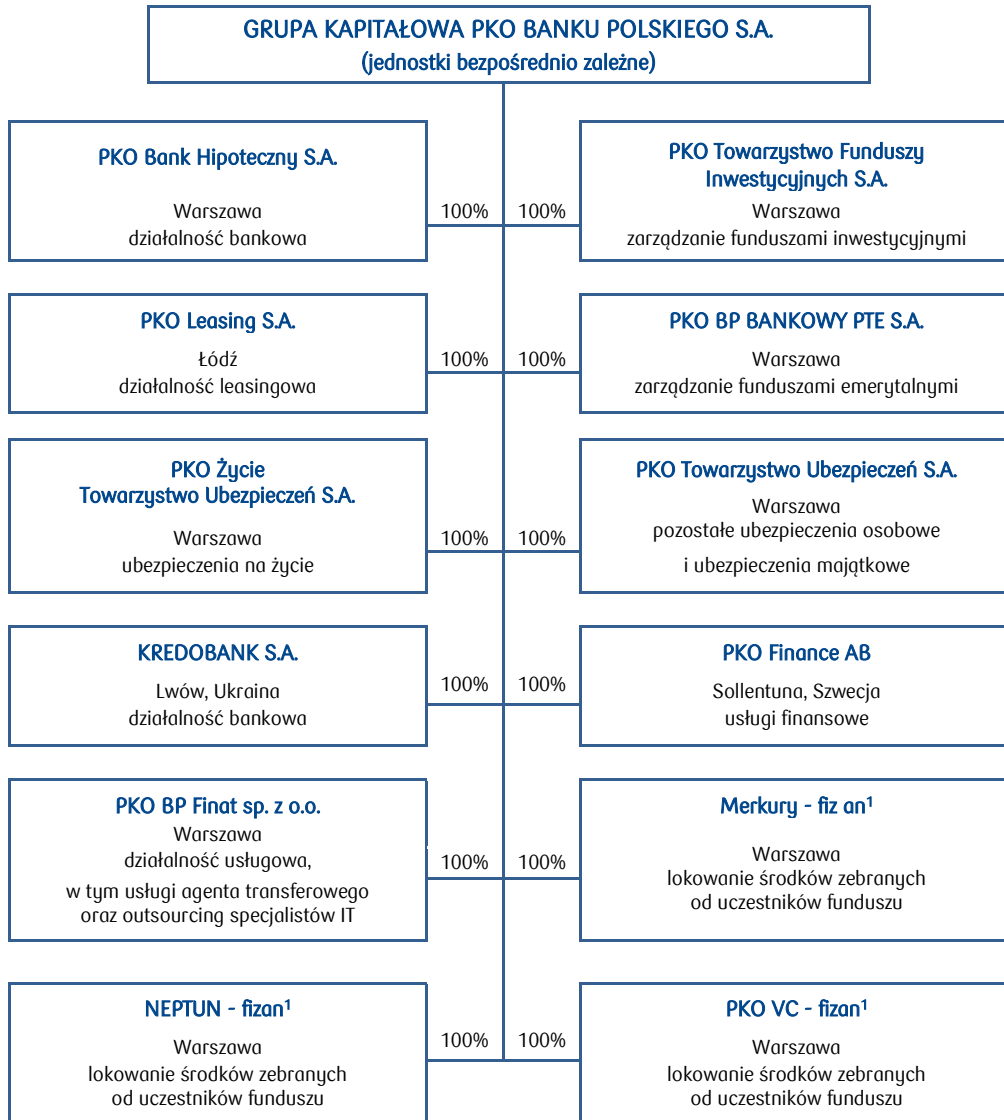 GRUPA KAPITAŁOWA PKO BANKU POLSKIEGO S.A.
(jednostki bezpośrednio zależne)
PKO Bank Hipoteczny S.A.
Warszawa
działalność bankowa
100%
100%
PKO Towarzystwo Funduszy
Inwestycyjnych S.A.
Warszawa
zarządzanie funduszami inwestycyjnymi
PKO Leasing S.A.
Łódź
działalność leasingowa
100%
100%
PKO BP BANKOWY PTE S.A.
Warszawa
zarządzanie funduszami emerytalnymi
PKO Życie
Towarzystwo Ubezpieczeń S.A.
Warszawa
ubezpieczenia na życie
100%
100%
PKO Towarzystwo Ubezpieczeń S.A.
Warszawa
pozostałe ubezpieczenia osobowe
i ubezpieczenia majątkowe
KREDOBANK S.A.
Lwów, Ukraina
działalność bankowa
100%
100%
PKO Finance AB
Sollentuna, Szwecja
usługi finansowe
PKO BP Finat sp. z o.o.
Warszawa
działalność usługowa,
w tym usługi agenta transferowego
oraz outsourcing specjalistów IT
100%
100%
Merkury - fiz an¹
Warszawa
lokowanie środków zebranych
od uczestników funduszu
NEPTUN - fizan¹
Warszawa
lokowanie środków zebranych
od uczestników funduszu
100%
100%
PKO VC - fizan¹
Warszawa
lokowanie środków zebranych
od uczestników funduszu